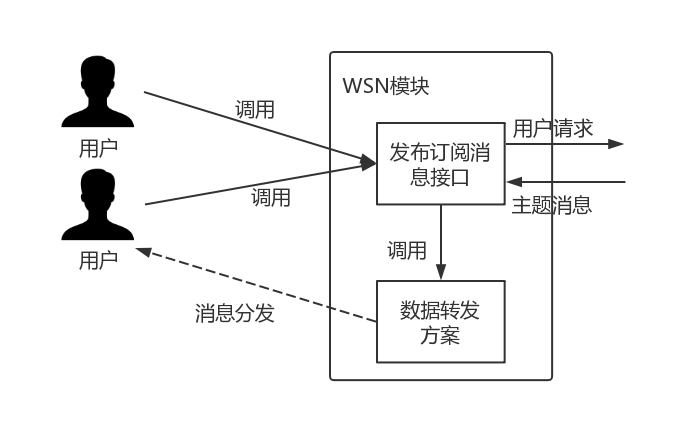 WSN模块
调用
用户请求
发布订阅消
息接口
用户
调用
主题消息
调用
用户
消息分发
数据转发
方案